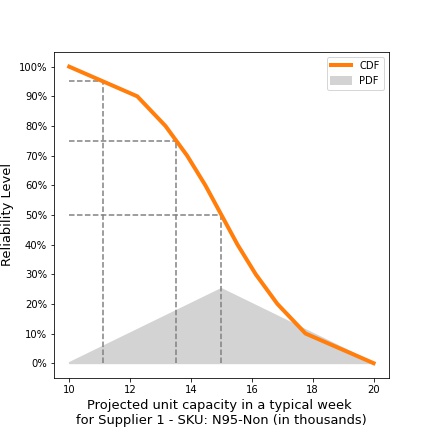 100%
90%
80%
70%
60%
50%
40%
30%
20%
10%
0%
Reliability Level
CDF
PDF
10 12 14 16 18 20
Projected unit capacity in a typical week
for Supplier 1 - SKU: N95-Non (in thousands)